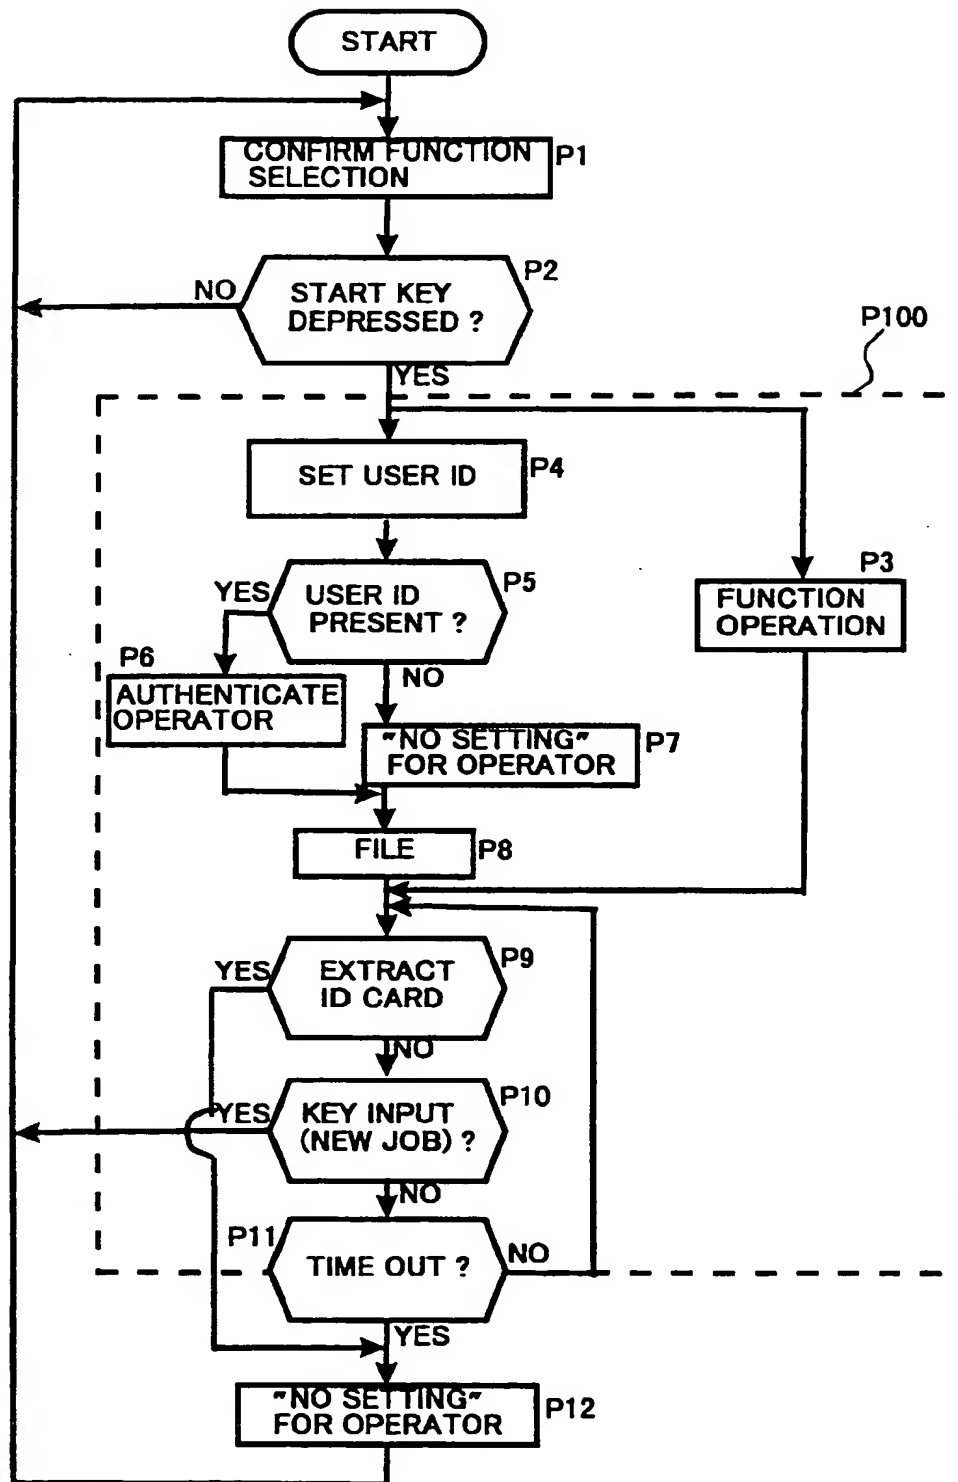 START
CONFIRM FUNCTION
SELECTION
P1
P2
START KEY
DEPRESSED ?
NO
YES
P100
SET USER ID
P4
P5
USER ID
PRESENT ?
YES
NO
P3
FUNCTION
OPERATION
P6
AUTHENTICATE
OPERATOR
"NO SETTING"
FOR OPERATOR
P7
FILE
P8
P9
EXTRACT
ID CARD
YES
NO
P10
KEY INPUT
(NEW JOB) ?
YES
NO
P11
TIME OUT ?
NO
YES
"NO SETTING"
FOR OPERATOR
P12